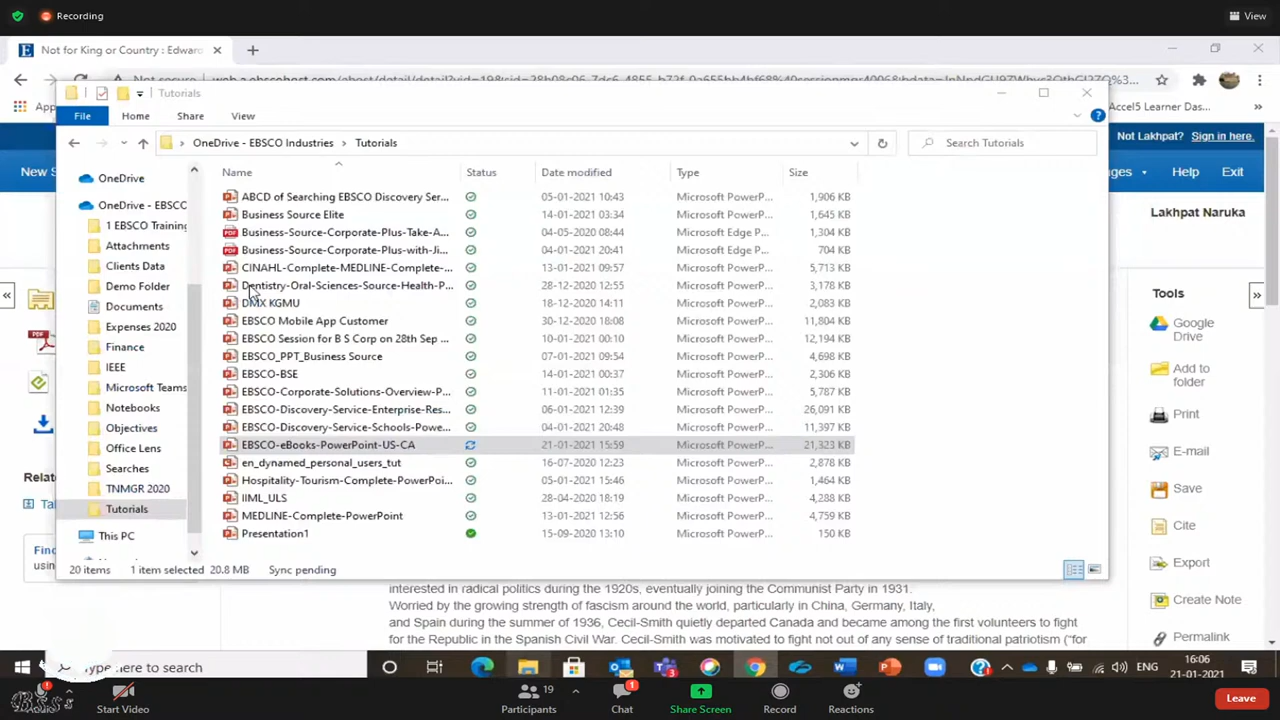 Recording
View
Not for King or Country : Edward
Not secure
Accel5 Learner Das...
Tutorials
File Home Share View
OneDrive - EBSCO Industries > Tutorials
Search Tutorials
Not Lakhpat? Sign in here.
New S
ages Help Exit
Name Status Date modified Type Size
ABCD of Searching EBSCO Discovery Ser... 05-01-2021 10:43 Microsoft PowerP... 1,906 KB
Business Source Elite 14-01-2021 03:34 Microsoft PowerP... 1,645 KB
Business-Source-Corporate-Plus-Take-A... 04-05-2020 08:44 Microsoft Edge P... 1,304 KB
Business-Source-Corporate-Plus-with-Ji... 04-01-2021 20:41 Microsoft Edge P... 704 KB
CINAHL-Complete-MEDLINE-Complete-... 13-01-2021 09:57 Microsoft PowerP... 5,713 KB
Dentistry-Oral-Sciences-Source-Health-P... 28-12-2020 12:55 Microsoft PowerP... 3,178 KB
DMX KGMU 18-12-2020 14:11 Microsoft PowerP... 2,083 KB
EBSCO Mobile App Customer 30-12-2020 18:08 Microsoft PowerP... 11,804 KB
EBSCO Session for B S Corp on 28th Sep ... 10-01-2021 00:10 Microsoft PowerP... 12,194 KB
EBSCO_PPT_Business Source 07-01-2021 09:54 Microsoft PowerP... 4,698 KB
EBSCO-BSE 14-01-2021 00:37 Microsoft PowerP... 2,306 KB
EBSCO-Corporate-Solutions-Overview-P... 11-01-2021 01:35 Microsoft PowerP... 5,787 KB
EBSCO-Discovery-Service-Enterprise-Res... 06-01-2021 12:39 Microsoft PowerP... 26,091 KB
EBSCO-Discovery-Service-Schools-Powe... 04-01-2021 20:38 Microsoft PowerP... 11,397 KB
EBSCO-eBooks-PowerPoint-US-CA 21-01-2021 15:59 Microsoft PowerP... 21,323 KB
en_dynamed_personal_users_tut 16-07-2020 12:23 Microsoft PowerP... 2,878 KB
Hospitality-Tourism-Complete-PowerPoi... 05-01-2021 15:46 Microsoft PowerP... 1,464 KB
IIML_ULS 28-04-2020 18:19 Microsoft PowerP... 4,288 KB
MEDLINE-Complete-PowerPoint 13-01-2021 12:56 Microsoft PowerP... 4,759 KB
Presentation1 15-09-2020 13:10 Microsoft PowerP... 150 KB
OneDrive
OneDrive - EBSCO
1 EBSCO Training
Attachments
Clients Data
Demo Folder
Documents
Expenses 2020
Finance
IEEE
Microsoft Teams
Notebooks
Objectives
Office Lens
Searches
TNMGR 2020
Tutorials
This PC
20 items 1 item selected 20.8 MB Sync pending
Lakhpat Naruka
Tools
Google Drive
Add to folder
Print
E-mail
Save
Cite
Export
Create Note
Permalink
Relat
Tal
Find
usin
interested in radical politics during the 1920s, eventually joining the Communist Party in 1931.
Worried by the growing strength of fascism around the world, particularly in China, Germany, Italy,
and Spain during the summer of 1936, Cecil-Smith quietly departed Canada and became among the first volunteers to fight
for the Republic in the Spanish Civil War. Cecil-Smith was motivated to fight not out of any sense of traditional patriotism ("for
Type here to search
ENG
16:06
21-01-2021
Start Video
19
Participants
1
Chat
Share Screen
Record
Reactions
Leave